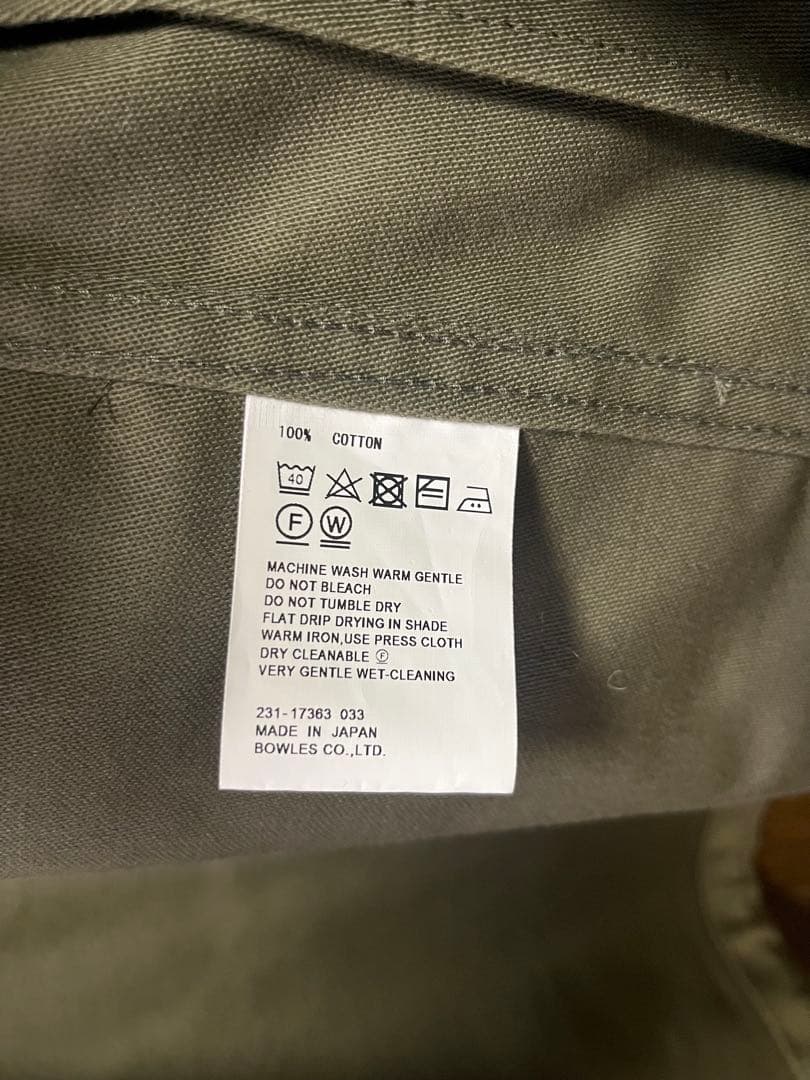 100% COTTON
40
F W
MACHINE WASH WARM GENTLE
DO NOT BLEACH
DO NOT TUMBLE DRY
FLAT DRIP DRYING IN SHADE
WARM IRON,USE PRESS CLOTH
DRY CLEANABLE Ⓕ
VERY GENTLE WET-CLEANING
231-17363 033
MADE IN JAPAN
BOWLES CO.,LTD.